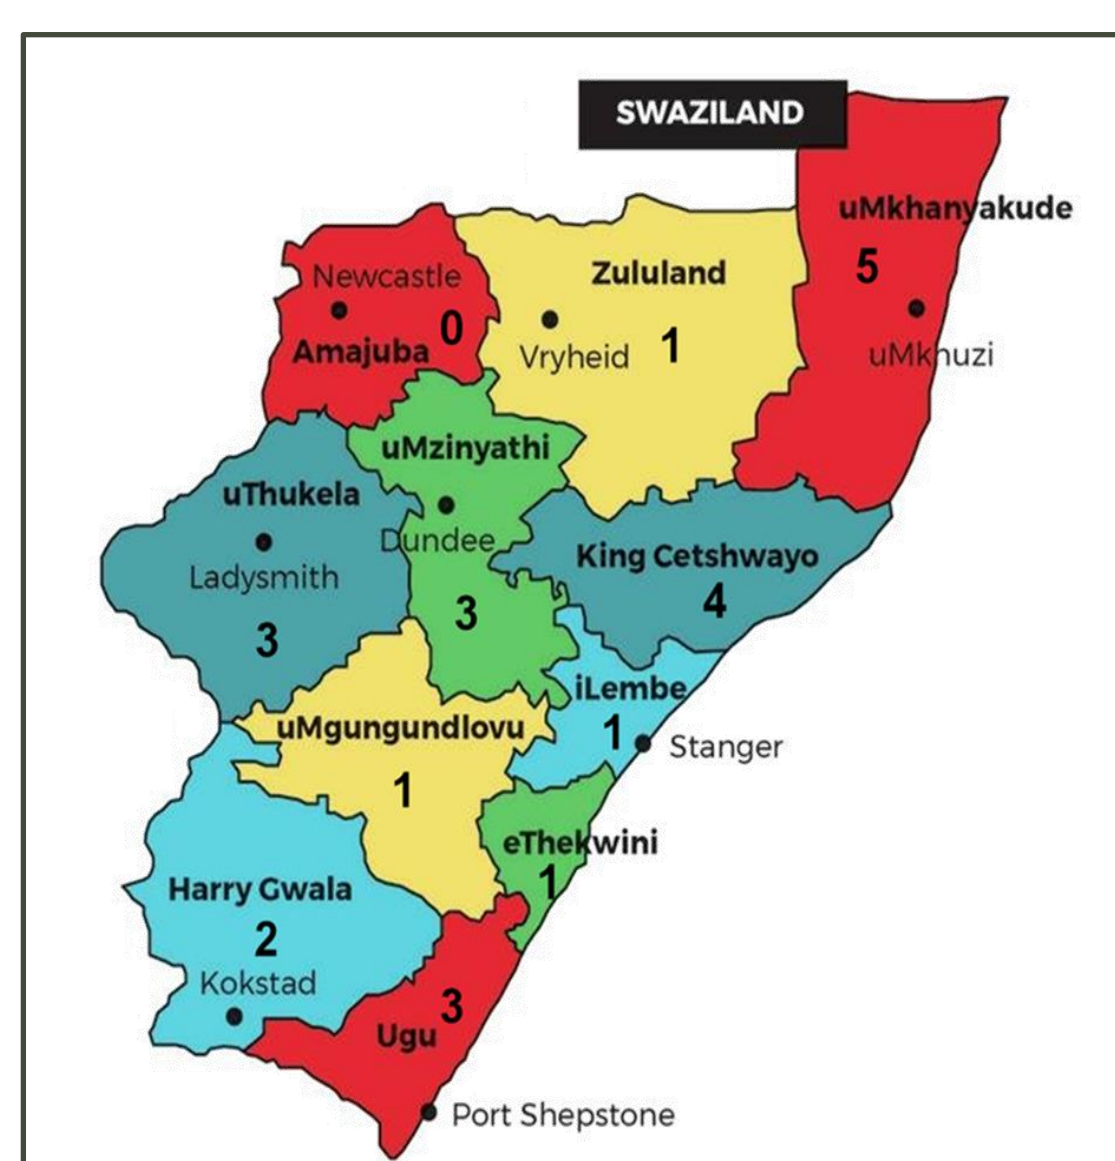 SWAZILAND
uMkhanyakude
5
uMkhuzi
Zululand
Vryheid 1
Newcastle
0
Amajuba
uMzinyathi
Dundee
3
uThukela
Ladysmith
3
King Cetshwayo
4
iLembe
1
Stanger
uMgungundlovu
1
eThekwini
1
Harry Gwala
2
Kokstad
3
Ugu
Port Shepstone